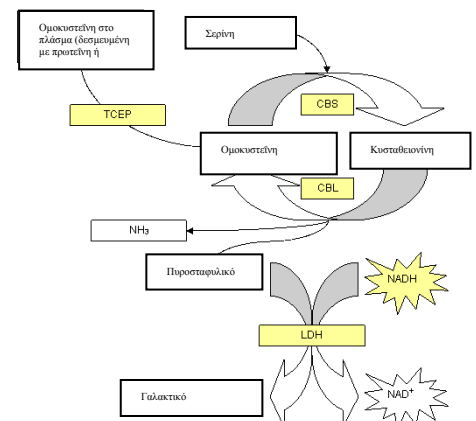 Ομοκυστεΐνη στο
πλάσμα (δεσμευμένη
με πρωτεΐνη ή
Σερίνη
TCEP
CBS
Ομοκυστεΐνη
Κυσταθειονίνη
CBL
NH₃
Πυροσταφυλικό
NADH
LDH
Γαλακτικό
NAD⁺